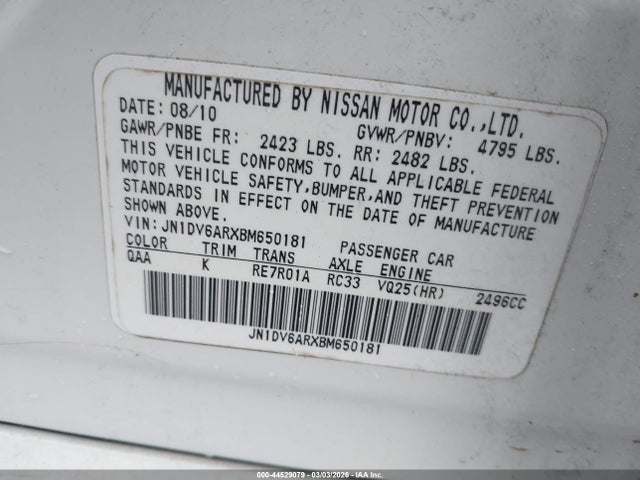 MANUFACTURED BY NISSAN MOTOR CO.,LTD.
DATE: 08/10 GVWR/PNBV: 4795 LBS.
GAWR/PNBE FR: 2423 LBS. RR: 2482 LBS.
THIS VEHICLE CONFORMS TO ALL APPLICABLE FEDERAL
MOTOR VEHICLE SAFETY,BUMPER,AND THEFT PREVENTION
STANDARDS IN EFFECT ON THE DATE OF MANUFACTURE
SHOWN ABOVE.
VIN: JN1DV6ARXBM650181 PASSENGER CAR
COLOR TRIM TRANS AXLE ENGINE
QAA K RE7R01A RC33 VQ25(HR) 2496CC
JN1DV6ARXBM650181
000-44529079 - 03/03/2026 - IAA Inc.